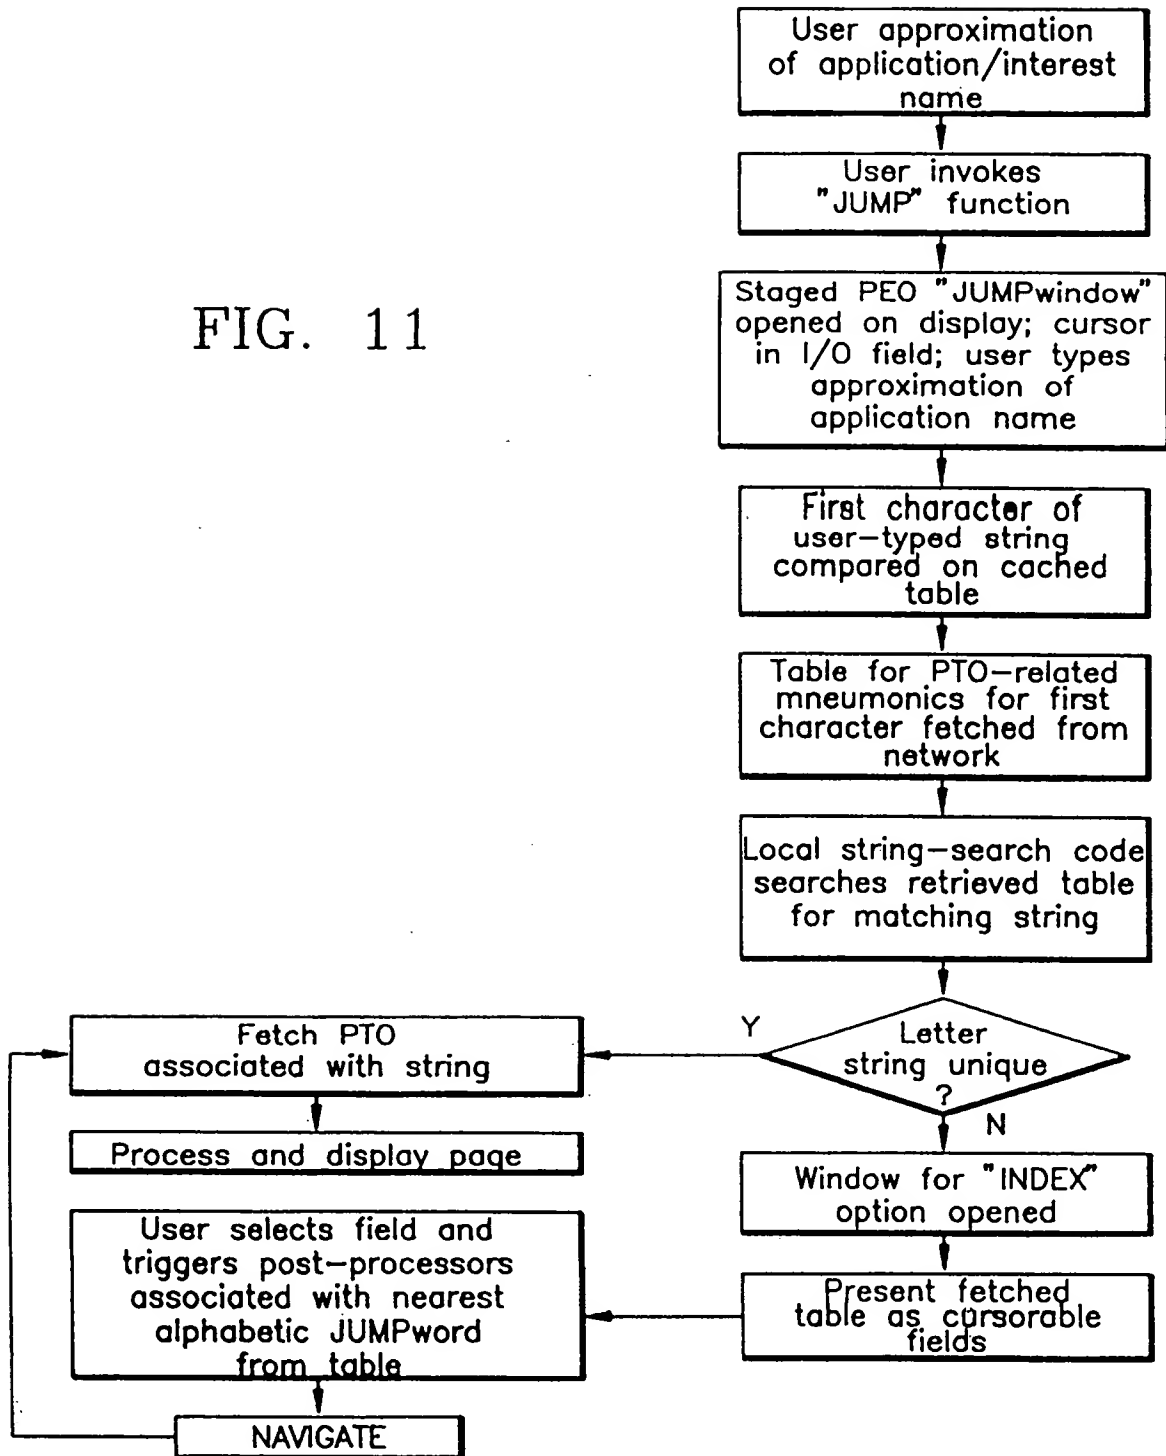 User approximation
of application/interest
name
User invokes
"JUMP" function
FIG. 11
Staged PEO "JUMPwindow"
opened on display; cursor
in I/O field; user types
approximation of
application name
First character of
user-typed string
compared on cached
table
Table for PTO-related
mneumonics for first
character fetched from
network
Local string-search code
searches retrieved table
for matching string
Letter
string unique
?
Y
N
Fetch PTO
associated with string
Process and display page
Window for "INDEX"
option opened
Present fetched
table as cursorable
fields
User selects field and
triggers post-processors
associated with nearest
alphabetic JUMPword
from table
NAVIGATE